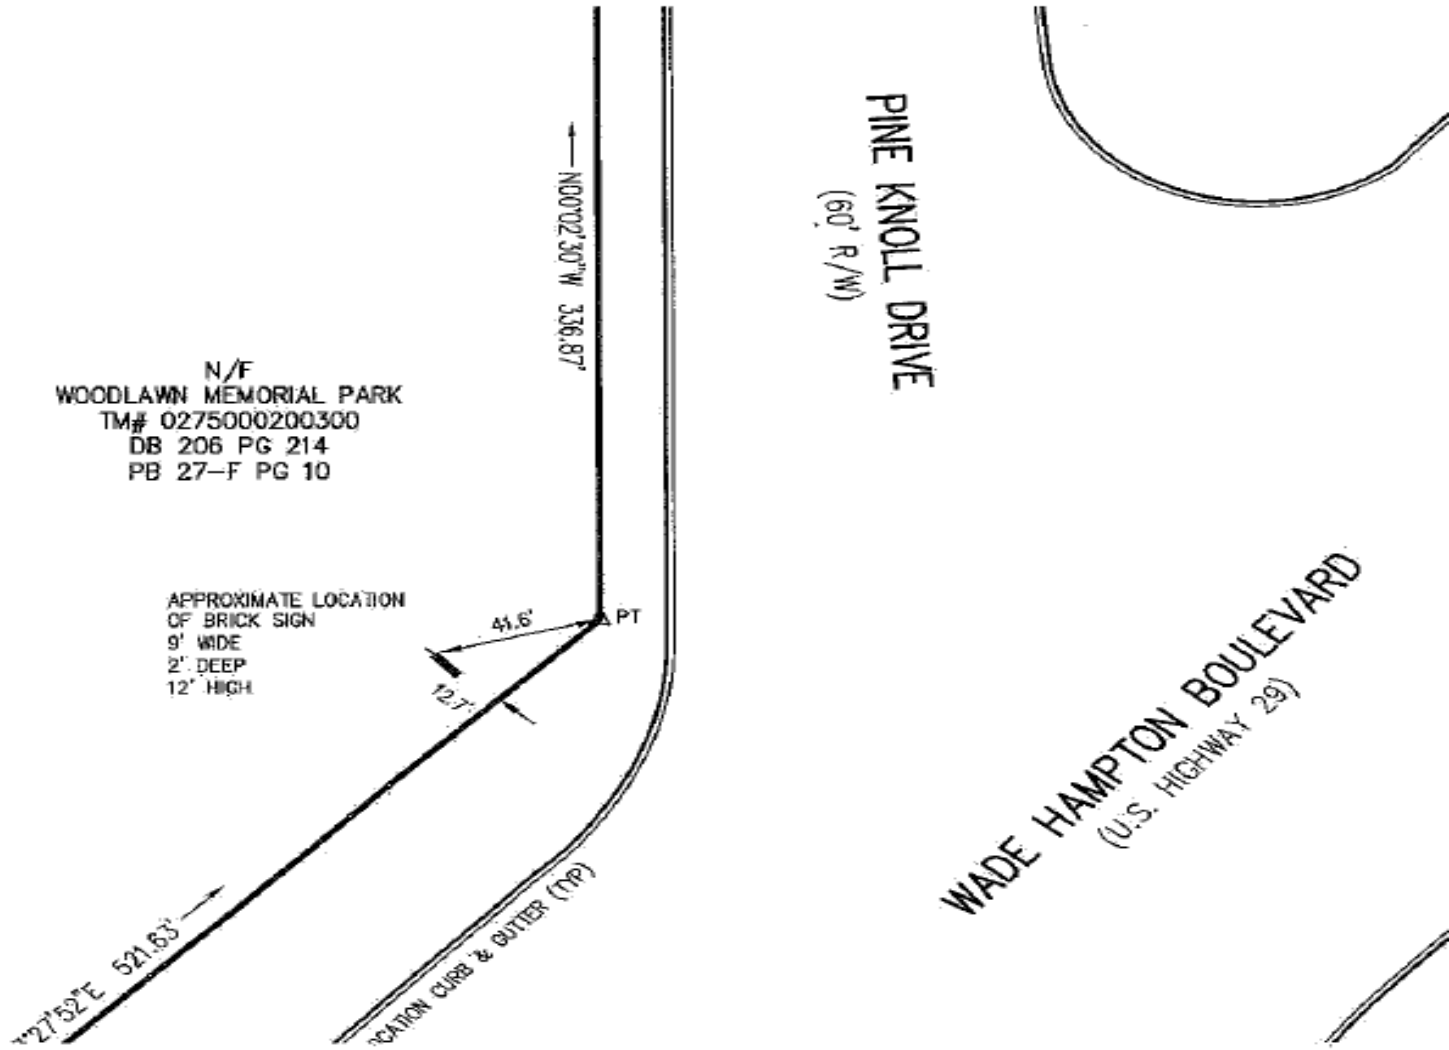 PINE KNOLL DRIVE
(60' R/W)
N00°02'30"W 336.87'
N/F
WOODLAWN MEMORIAL PARK
TM# 0275000200300
DB 206 PG 214
PB 27-F PG 10
APPROXIMATE LOCATION
OF BRICK SIGN
9' WIDE
2' DEEP
12' HIGH
41.6'
PT
12.7'
WADE HAMPTON BOULEVARD
(U.S. HIGHWAY 29)
27'52"E 521.63'
CURB & GUTTER (TYP)